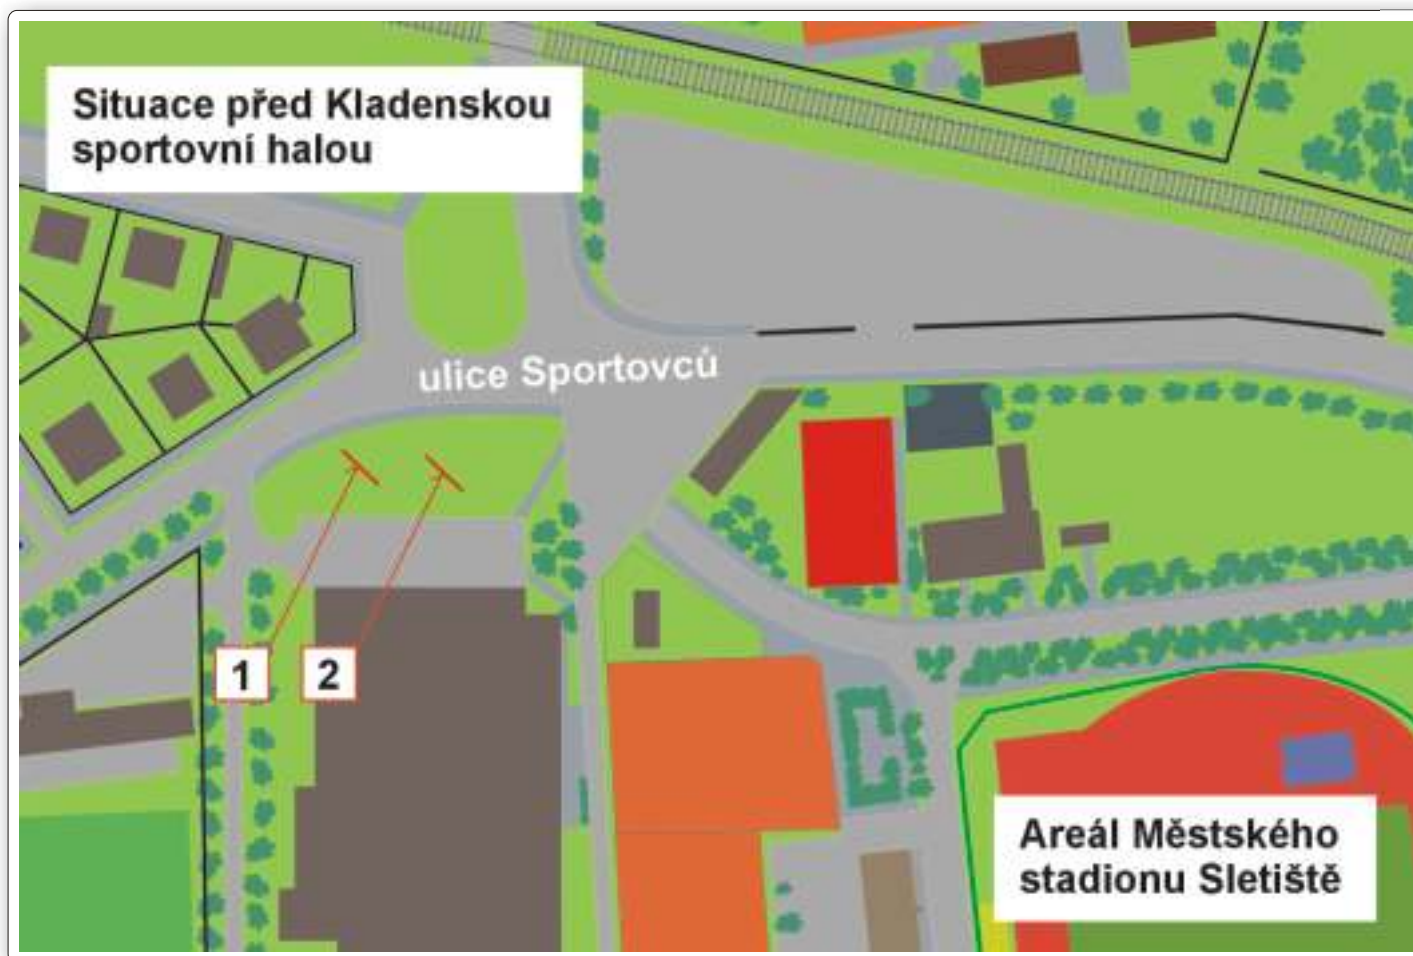 Situace před Kladenskou
sportovní halou
ulice Sportovců
1
2
Areál Městského
stadionu Sletiště